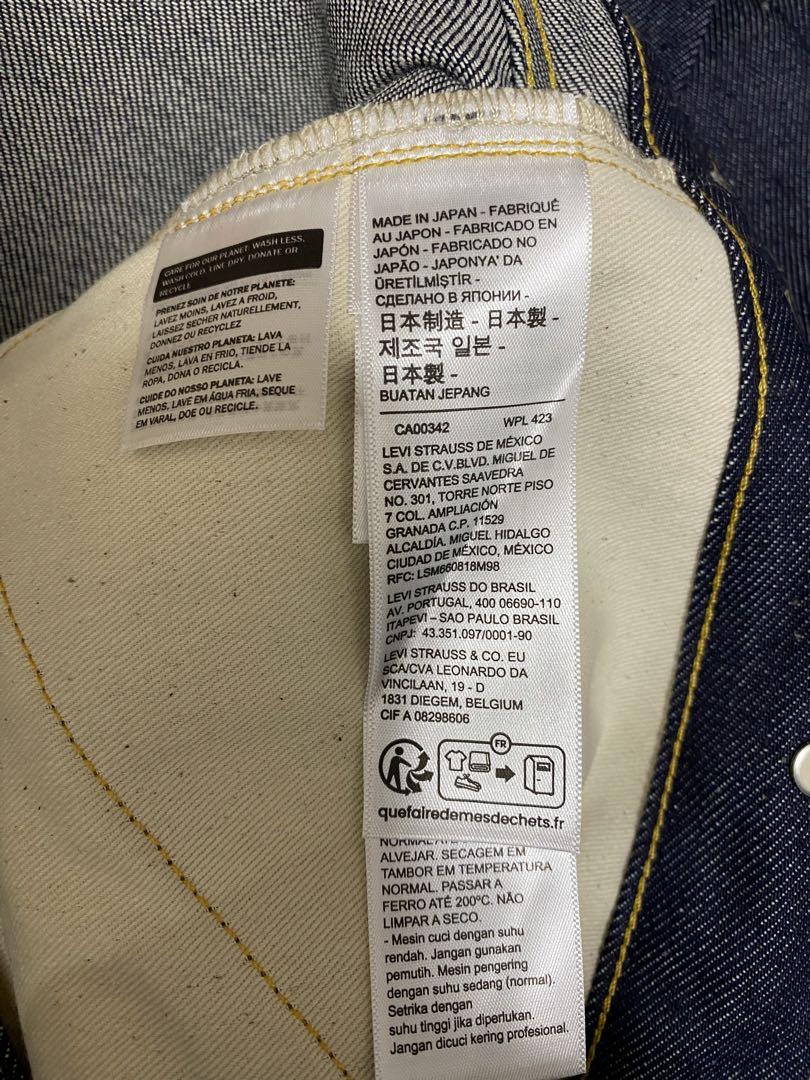 CARE FOR OUR PLANET: WASH LESS,
WASH COLD, LINE DRY, DONATE OR
RECYCLE
PRENEZ SOIN DE NOTRE PLANETE:
LAVEZ MOINS, LAVEZ A FROID,
LAISSEZ SECHER NATURELLEMENT,
DONNEZ OU RECYCLEZ
CUIDA NUESTRO PLANETA: LAVA
MENOS, LAVA EN FRIO, TIENDE LA
ROPA, DONA O RECICLA.
CUIDE DO NOSSO PLANETA: LAVE
MENOS, LAVE EM ÁGUA FRIA, SEQUE
EM VARAL, DOE OU RECICLE.
MADE IN JAPAN - FABRIQUÉ
AU JAPON - FABRICADO EN
JAPÓN - FABRICADO NO
JAPÃO - JAPONYA' DA
ÜRETİLMİŞTİR -
СДЕЛАНО В ЯПОНИИ -
日本制造 - 日本製 -
제조국 일본 -
日本製 -
BUATAN JEPANG
CA00342 WPL 423
LEVI STRAUSS DE MÉXICO
S.A. DE C.V.BLVD. MIGUEL DE
CERVANTES SAAVEDRA
NO. 301, TORRE NORTE PISO
7 COL. AMPLIACIÓN
GRANADA C.P. 11529
ALCALDÍA. MIGUEL HIDALGO
CIUDAD DE MÉXICO, MÉXICO
RFC: LSM660818M98
LEVI STRAUSS DO BRASIL
AV. PORTUGAL, 400 06690-110
ITAPEVI – SAO PAULO BRASIL
CNPJ: 43.351.097/0001-90
LEVI STRAUSS & CO. EU
SCA/CVA LEONARDO DA
VINCILAAN, 19 - D
1831 DIEGEM, BELGIUM
CIF A 08298606
FR
quefairedemesdechets.fr
ALVEJAR. SECAGEM EM
TAMBOR EM TEMPERATURA
NORMAL. PASSAR A
FERRO ATÉ 200ºC. NÃO
LIMPAR A SECO.
- Mesin cuci dengan suhu
rendah. Jangan gunakan
pemutih. Mesin pengering
dengan suhu sedang (normal).
Setrika dengan
suhu tinggi jika diperlukan.
Jangan dicuci kering profesional.